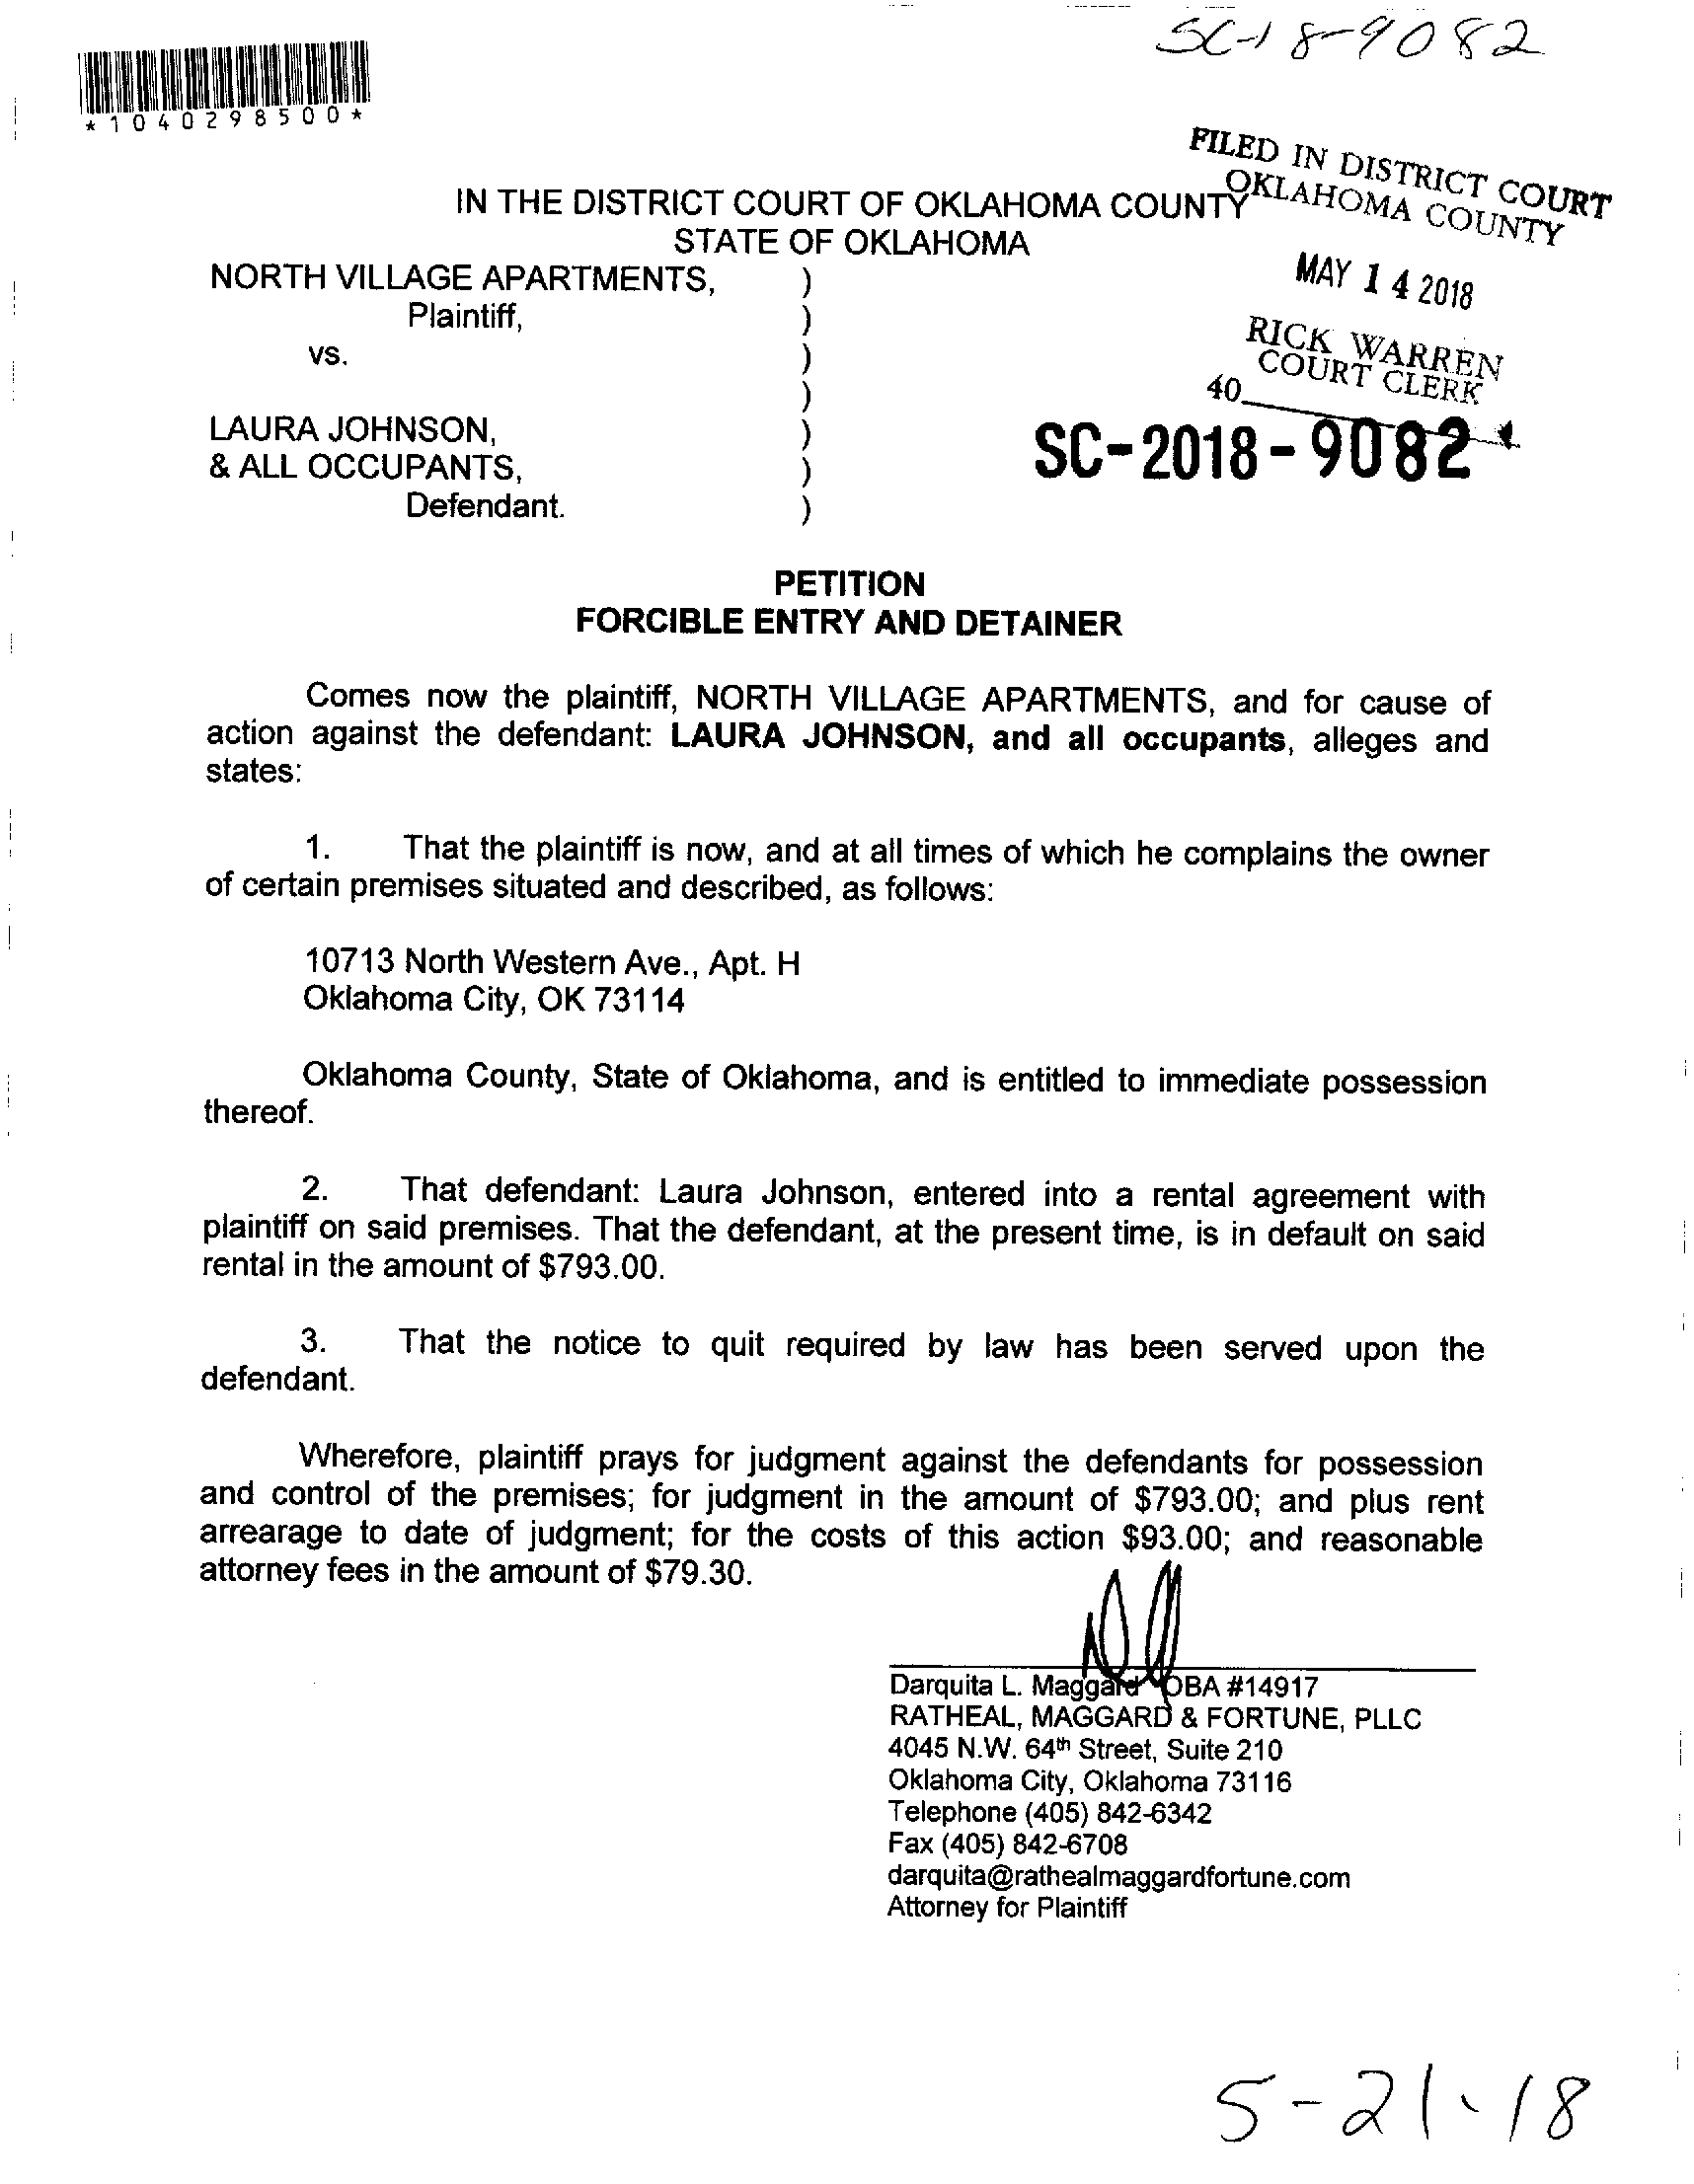 SC-18-9082
*1040298500*
FILED IN DISTRICT COURT
OKLAHOMA COUNTY
IN THE DISTRICT COURT OF OKLAHOMA COUNTY
STATE OF OKLAHOMA
MAY 14 2018
RICK WARREN
COURT CLERK
40
SC-2018-9082
NORTH VILLAGE APARTMENTS, )
Plaintiff, )
vs. )
)
LAURA JOHNSON, )
& ALL OCCUPANTS, )
Defendant. )
PETITION
FORCIBLE ENTRY AND DETAINER
Comes now the plaintiff, NORTH VILLAGE APARTMENTS, and for cause of
action against the defendant: LAURA JOHNSON, and all occupants, alleges and
states:
1. That the plaintiff is now, and at all times of which he complains the owner
of certain premises situated and described, as follows:
10713 North Western Ave., Apt. H
Oklahoma City, OK 73114
Oklahoma County, State of Oklahoma, and is entitled to immediate possession
thereof.
2. That defendant: Laura Johnson, entered into a rental agreement with
plaintiff on said premises. That the defendant, at the present time, is in default on said
rental in the amount of $793.00.
3. That the notice to quit required by law has been served upon the
defendant.
Wherefore, plaintiff prays for judgment against the defendants for possession
and control of the premises; for judgment in the amount of $793.00; and plus rent
arrearage to date of judgment; for the costs of this action $93.00; and reasonable
attorney fees in the amount of $79.30.
Darquita L. Maggard OBA #14917
RATHEAL, MAGGARD & FORTUNE, PLLC
4045 N.W. 64th Street, Suite 210
Oklahoma City, Oklahoma 73116
Telephone (405) 842-6342
Fax (405) 842-6708
darquita@rathealmaggardfortune.com
Attorney for Plaintiff
5-21-18